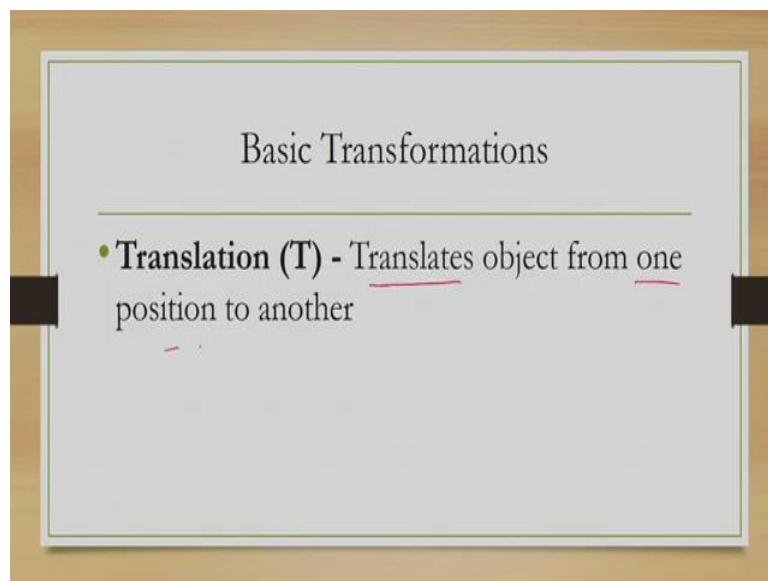 Basic Transformations
• Translation (T) - Translates object from one
position to another